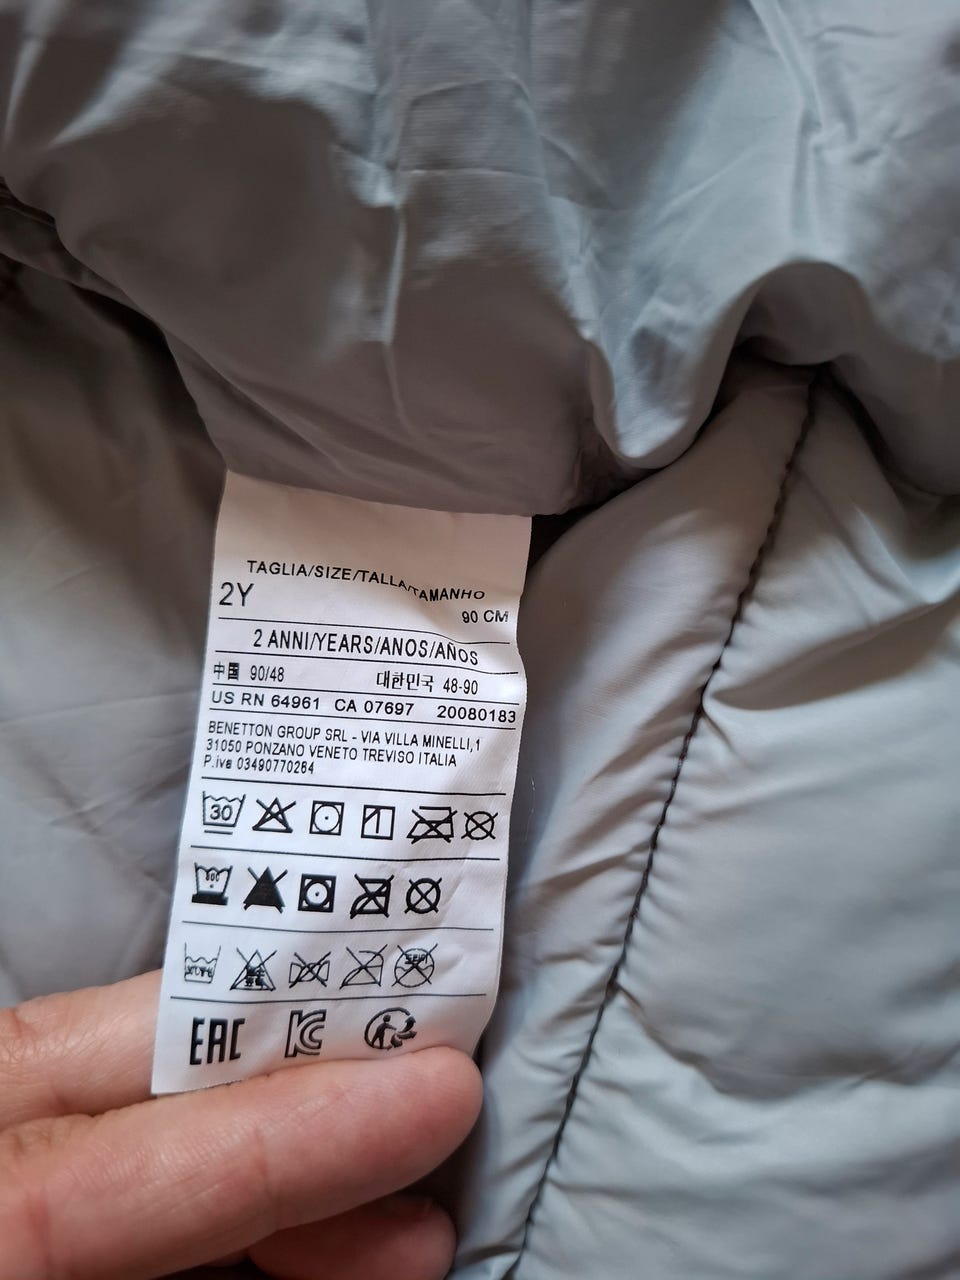 TAGLIA/SIZE/TALLA/TAMANHO
2Y
90 CM
2 ANNI/YEARS/ANOS/AÑOS
中国 90/48 대한민국 48-90
US RN 64961 CA 07697 20080183
BENETTON GROUP SRL - VIA VILLA MINELLI,1
31050 PONZANO VENETO TREVISO ITALIA
P.iva 03490770264
30
EAC